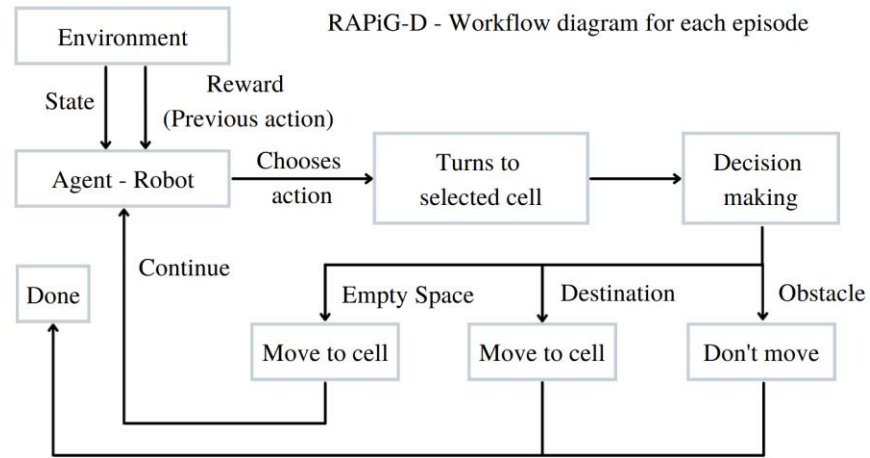 RAPiG-D - Workflow diagram for each episode
Environment
State
Reward
(Previous action)
Agent - Robot
Chooses
action
Turns to
selected cell
Decision
making
Continue
Done
Empty Space
Destination
Obstacle
Move to cell
Move to cell
Don't move